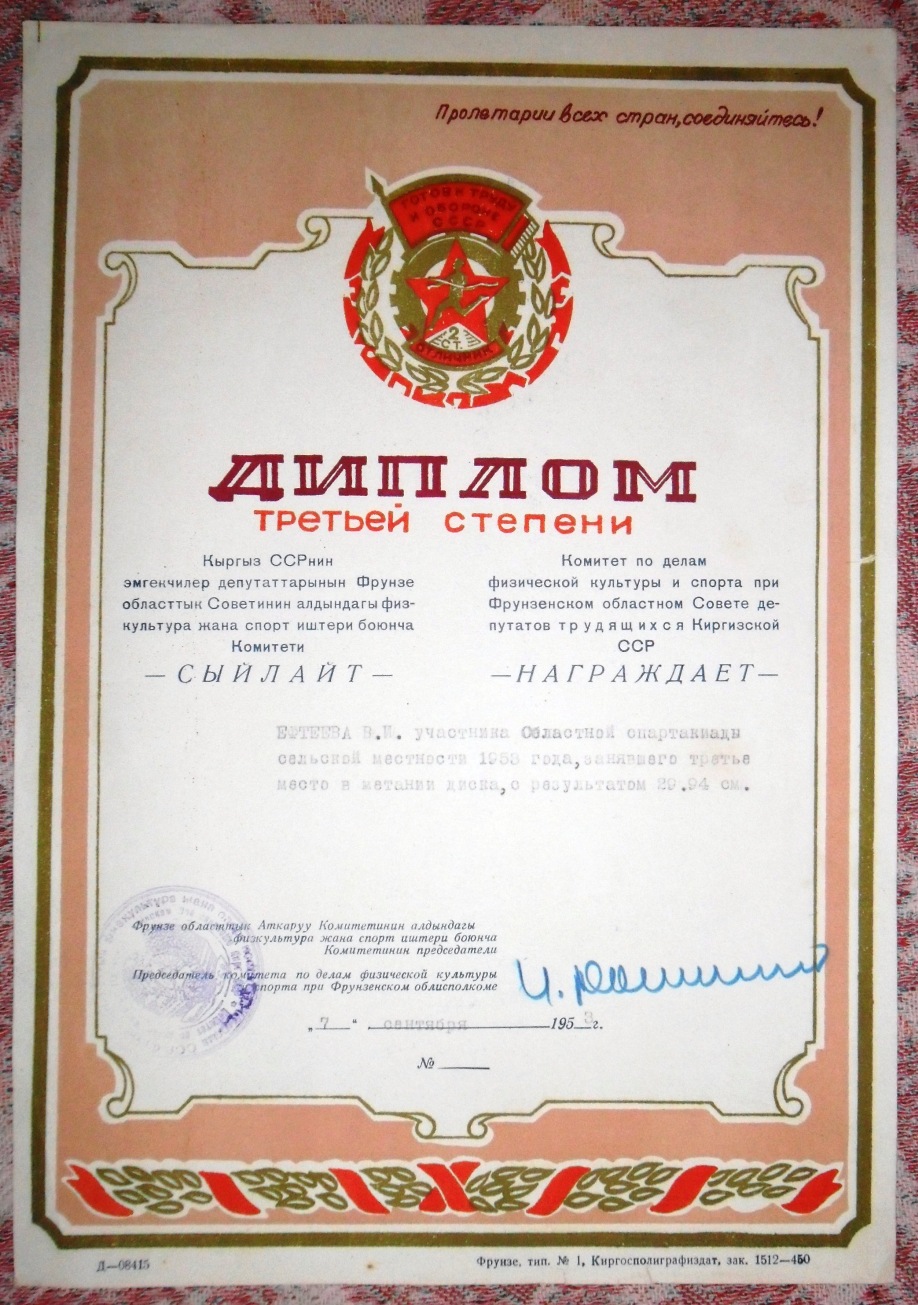 Пролетарии всех стран, соединяйтесь!
ГОТОВ К ТРУДУ
И ОБОРОНЕ
СССР
2
СТ.
ОТЛИЧНИК
ДИПЛОМ
ТРЕТЬЕЙ СТЕПЕНИ
Кыргыз ССРнин
эмгекчилер депутаттарынын Фрунзе
областтык Советинин алдындагы физ-
культура жана спорт иштери боюнча
Комитети
— СЫЙЛАЙТ —
Комитет по делам
физической культуры и спорта при
Фрунзенском областном Совете де-
путатов трудящихся Киргизской
ССР
— НАГРАЖДАЕТ —
ЕФТЕЕВА В.И. участника Областной спартакиады
сельской местности 1953 года, занявшего третье
место в метании диска, с результатом 29.94 см.
Фрунзе областтык Аткаруу Комитетинин алдындагы
физкультура жана спорт иштери боюнча
Комитетинин председатели
Председатель комитета по делам физической культуры
спорта при Фрунзенском облисполкоме
„ 7 “ сентября 1953 г.
№
Д—08415
Фрунзе, тип. № 1, Киргосполиграфиздат, зак. 1512—450